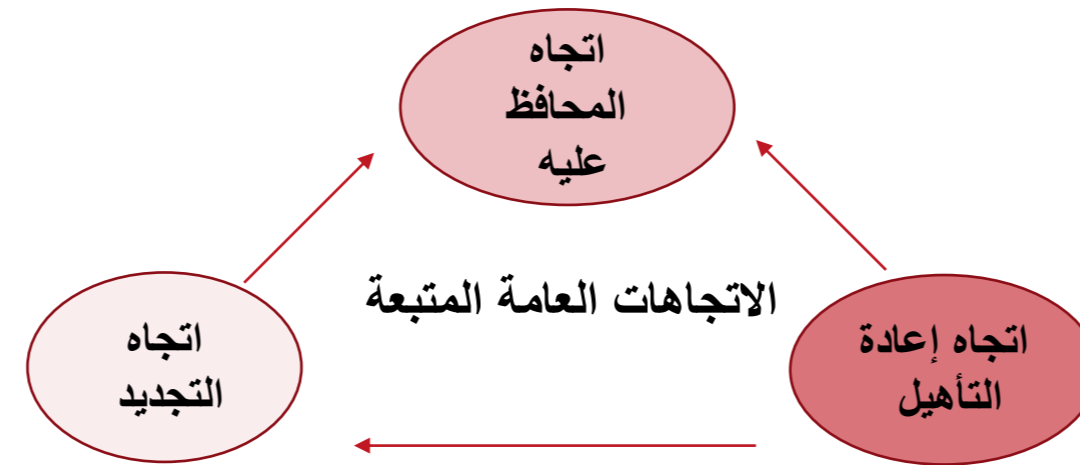 اتجاه
المحافظ
عليه
الاتجاهات العامة المتبعة
اتجاه إعادة
التأهيل
اتجاه
التجديد